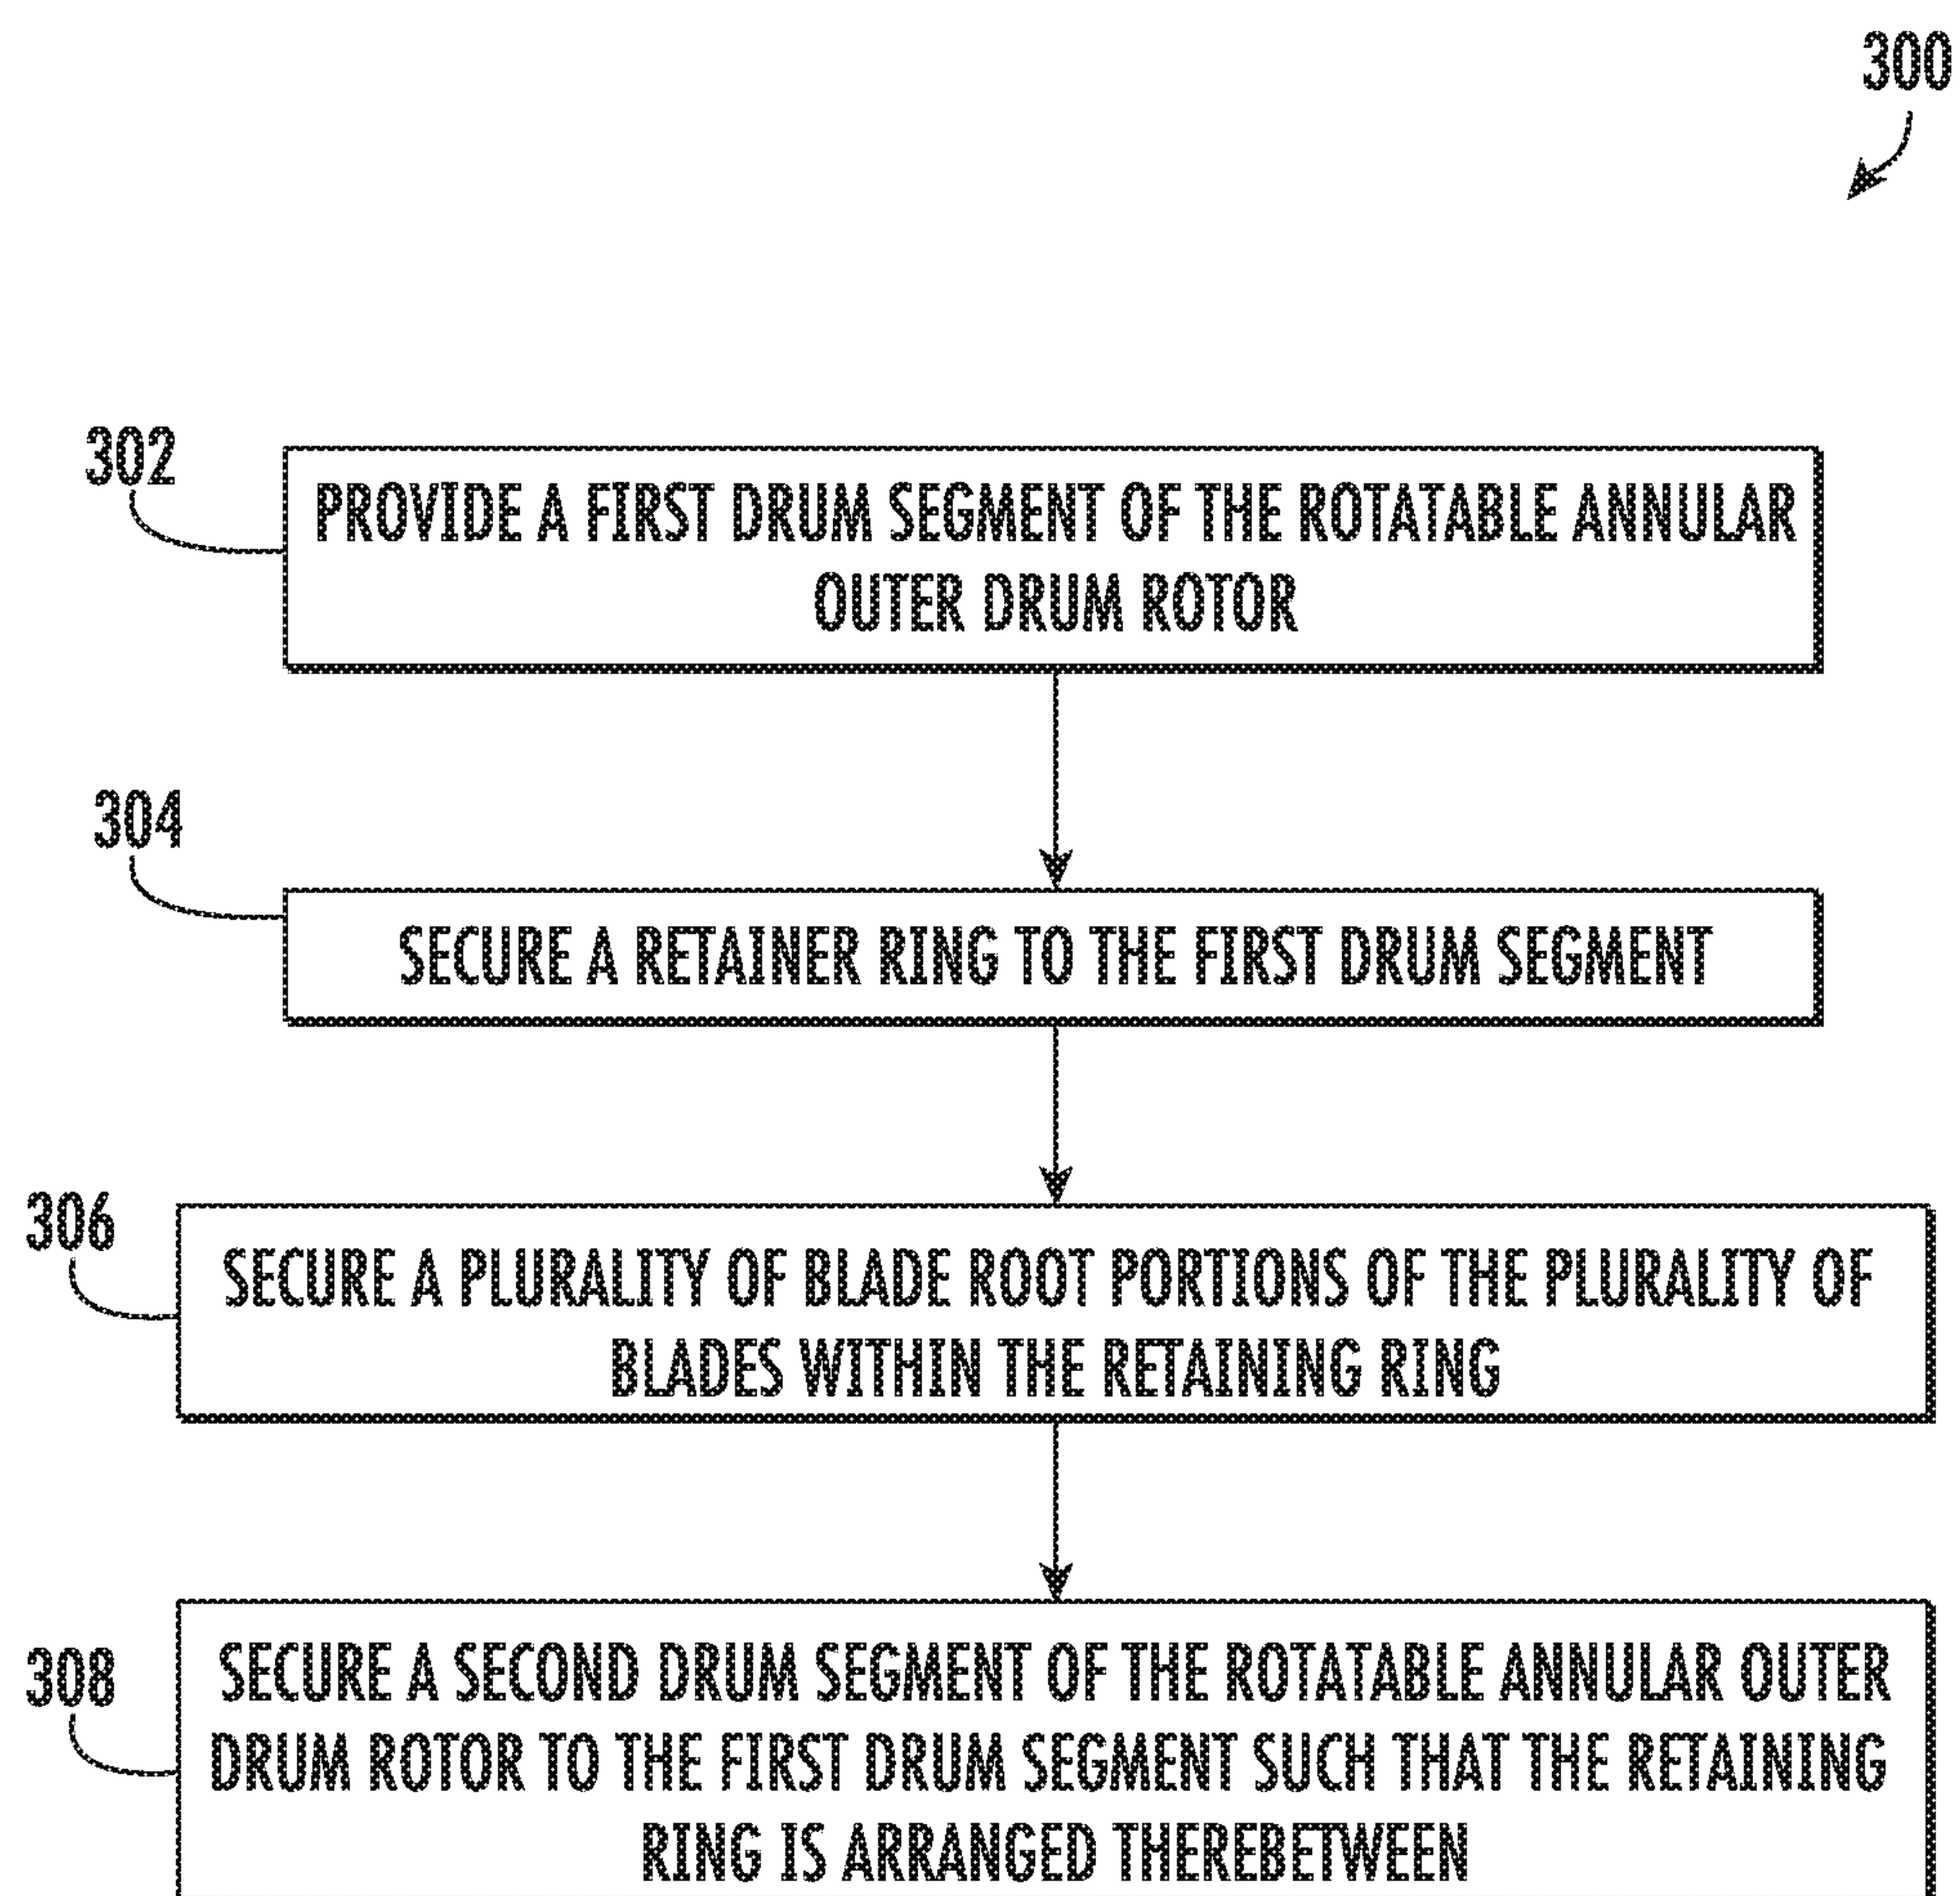 300
302
PROVIDE A FIRST DRUM SEGMENT OF THE ROTATABLE ANNULAR
OUTER DRUM ROTOR
304
SECURE A RETAINER RING TO THE FIRST DRUM SEGMENT
306
SECURE A PLURALITY OF BLADE ROOT PORTIONS OF THE PLURALITY OF
BLADES WITHIN THE RETAINING RING
308
SECURE A SECOND DRUM SEGMENT OF THE ROTATABLE ANNULAR OUTER
DRUM ROTOR TO THE FIRST DRUM SEGMENT SUCH THAT THE RETAINING
RING IS ARRANGED THEREBETWEEN